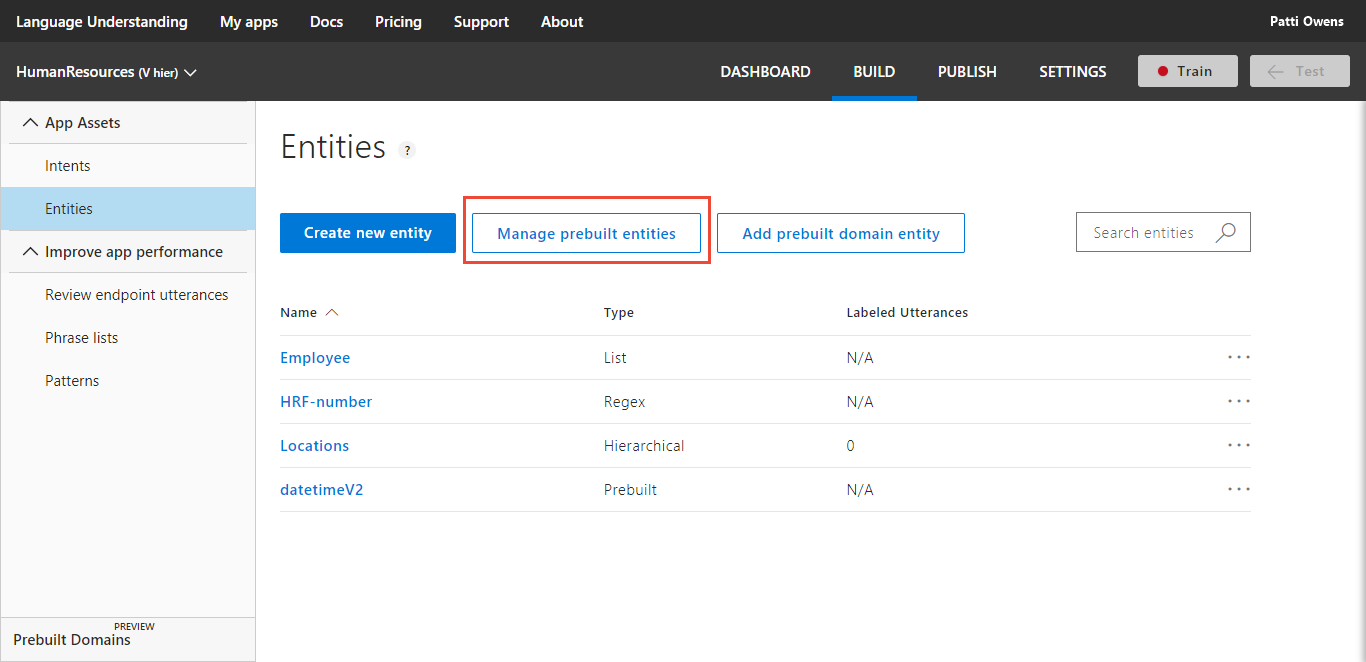 Language Understanding My apps Docs Pricing Support About Patti Owens
HumanResources (V hier) DASHBOARD BUILD PUBLISH SETTINGS Train Test
App Assets
Intents
Entities
Improve app performance
Review endpoint utterances
Phrase lists
Patterns
PREVIEW
Prebuilt Domains
Entities ?
Create new entity Manage prebuilt entities Add prebuilt domain entity Search entities
Name Type Labeled Utterances
Employee List N/A ...
HRF-number Regex N/A ...
Locations Hierarchical 0 ...
datetimeV2 Prebuilt N/A ...